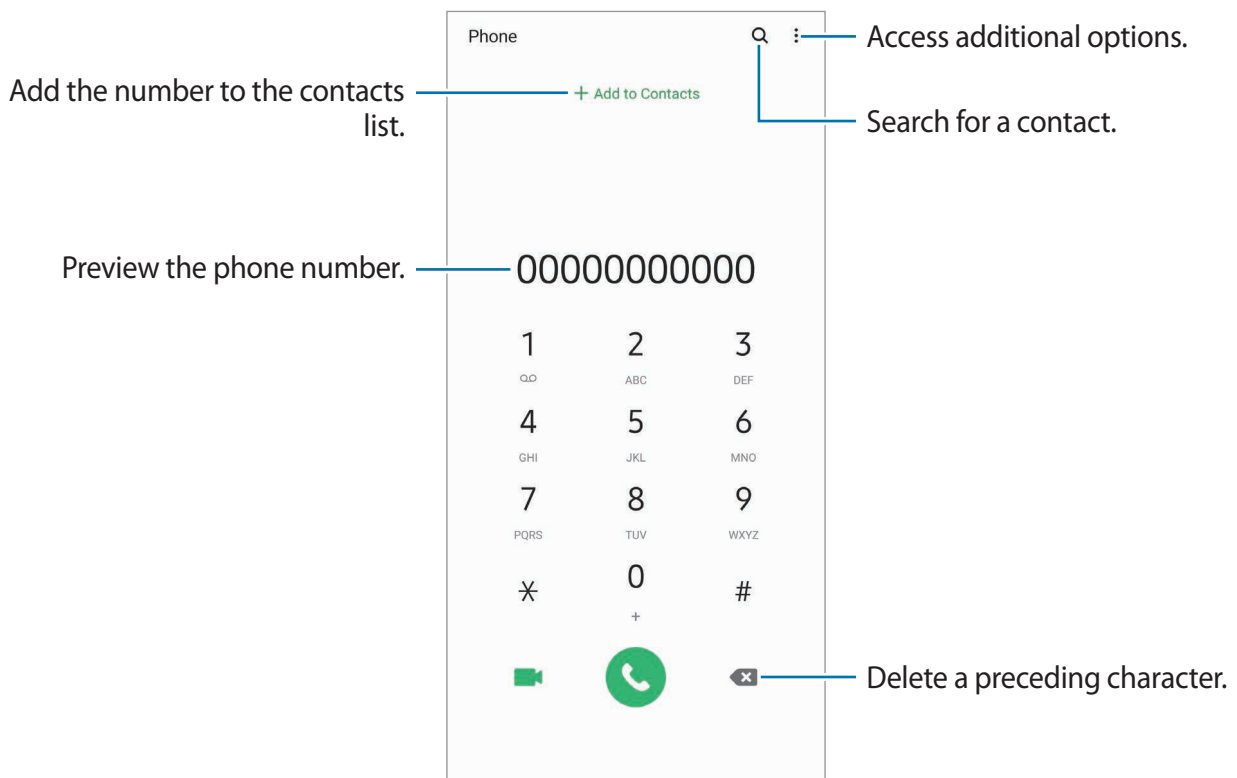 Phone
Access additional options.
Add the number to the contacts
list.
+ Add to Contacts
Search for a contact.
Preview the phone number.
00000000000
1 2 3
ABC DEF
4 5 6
GHI JKL MNO
7 8 9
PQRS TUV WXYZ
* 0 #
+
Delete a preceding character.